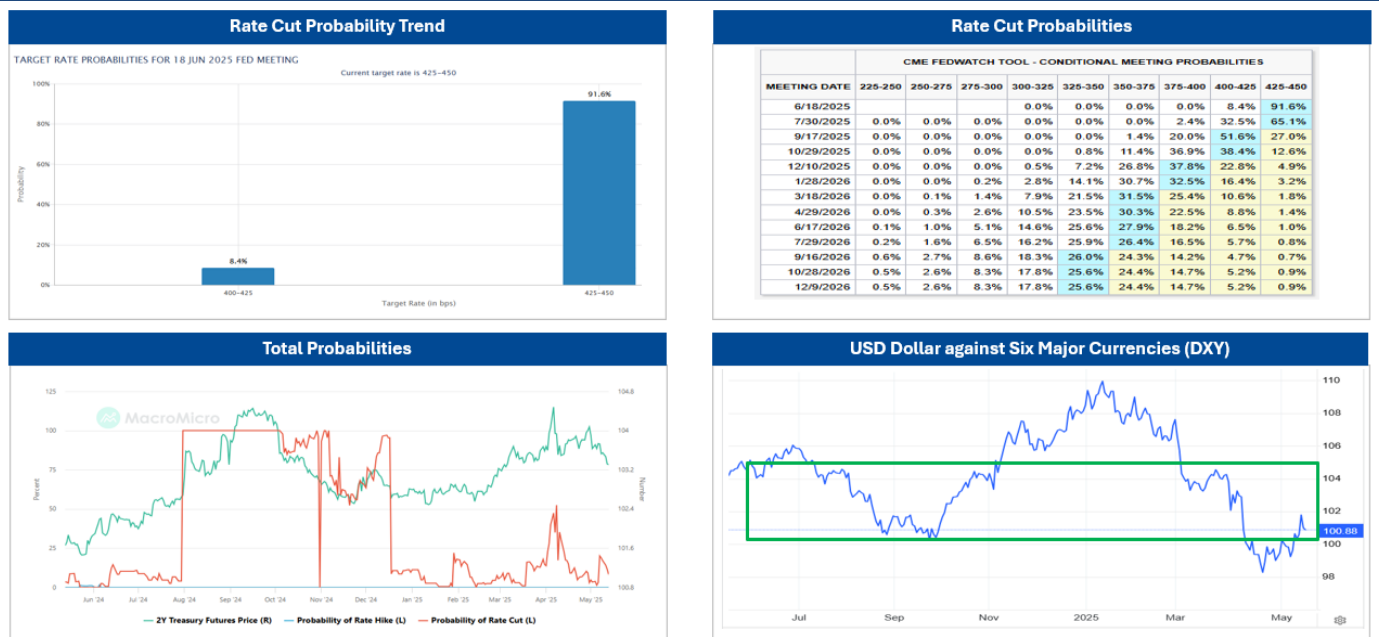 Rate Cut Probability Trend
TARGET RATE PROBABILITIES FOR 18 JUN 2025 FED MEETING
Current target rate is 425-450
100%
80%
60%
40%
20%
0%
Probability
8.4%
91.6%
400-425
425-450
Target Rate (in bps)
Rate Cut Probabilities
CME FEDWATCH TOOL - CONDITIONAL MEETING PROBABILITIES
MEETING DATE 225-250 250-275 275-300 300-325 325-350 350-375 375-400 400-425 425-450
6/18/2025 0.0% 0.0% 0.0% 0.0% 8.4% 91.6%
7/30/2025 0.0% 0.0% 0.0% 0.0% 0.0% 0.0% 2.4% 32.5% 65.1%
9/17/2025 0.0% 0.0% 0.0% 0.0% 0.0% 1.4% 20.0% 51.6% 27.0%
10/29/2025 0.0% 0.0% 0.0% 0.0% 0.8% 11.4% 36.9% 38.4% 12.6%
12/10/2025 0.0% 0.0% 0.0% 0.5% 7.2% 26.8% 37.8% 22.8% 4.9%
1/28/2026 0.0% 0.0% 0.2% 2.8% 14.1% 30.7% 32.5% 16.4% 3.2%
3/18/2026 0.0% 0.1% 1.4% 7.9% 21.5% 31.5% 25.4% 10.6% 1.8%
4/29/2026 0.0% 0.3% 2.6% 10.5% 23.5% 30.3% 22.5% 8.8% 1.4%
6/17/2026 0.1% 1.0% 5.1% 14.6% 25.6% 27.9% 18.2% 6.5% 1.0%
7/29/2026 0.2% 1.6% 6.5% 16.2% 25.9% 26.4% 16.5% 5.7% 0.8%
9/16/2026 0.6% 2.7% 8.6% 18.3% 26.0% 24.3% 14.2% 4.7% 0.7%
10/28/2026 0.5% 2.6% 8.3% 17.8% 25.6% 24.4% 14.7% 5.2% 0.9%
12/9/2026 0.5% 2.6% 8.3% 17.8% 25.6% 24.4% 14.7% 5.2% 0.9%
Total Probabilities
MacroMicro
125
100
75
50
25
0
Percent
104.8
104
103.2
102.4
101.6
100.8
Number
Jun '24 Jul '24 Aug '24 Sep '24 Oct '24 Nov '24 Dec '24 Jan '25 Feb '25 Mar '25 Apr '25 May '25
2Y Treasury Futures Price (R) Probability of Rate Hike (L) Probability of Rate Cut (L)
USD Dollar against Six Major Currencies (DXY)
110
108
106
104
102
100.88
100
98
Jul Sep Nov 2025 Mar May